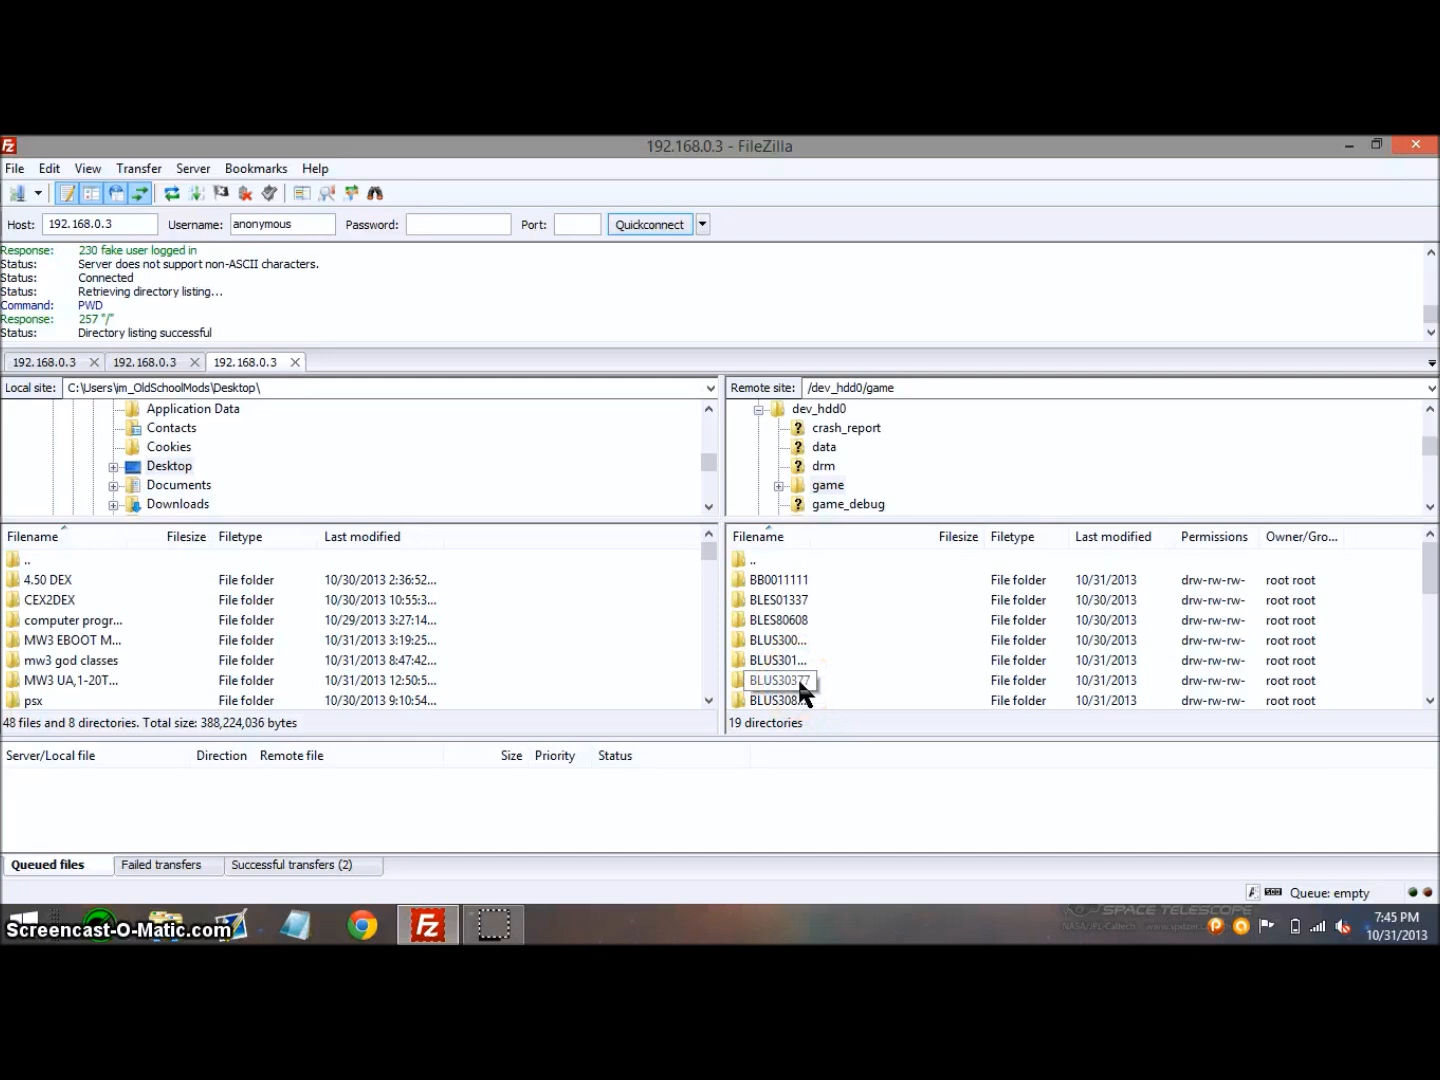 192.168.0.3 - FileZilla
File Edit View Transfer Server Bookmarks Help
Host: 192.168.0.3 Username: anonymous Password: Port: Quickconnect
Response: 230 fake user logged in
Status: Server does not support non-ASCII characters.
Status: Connected
Status: Retrieving directory listing...
Command: PWD
Response: 257 "/"
Status: Directory listing successful
192.168.0.3 192.168.0.3 192.168.0.3
Local site: C:\Users\m_OldSchoolMods\Desktop\
Application Data
Contacts
Cookies
Desktop
Documents
Downloads
Remote site: /dev_hdd0/game
dev_hdd0
crash_report
data
drm
game
game_debug
Filename Filesize Filetype Last modified
..
4.50 DEX File folder 10/30/2013 2:36:52...
CEX2DEX File folder 10/30/2013 10:55:3...
computer progr... File folder 10/29/2013 3:27:14...
MW3 EBOOT M... File folder 10/31/2013 3:19:25...
mw3 god classes File folder 10/31/2013 8:47:42...
MW3 UA,1-20T... File folder 10/31/2013 12:50:5...
psx File folder 10/30/2013 9:10:54...
48 files and 8 directories. Total size: 388,224,036 bytes
Filename Filesize Filetype Last modified Permissions Owner/Gro...
..
BB0011111 File folder 10/31/2013 drw-rw-rw- root root
BLES01337 File folder 10/30/2013 drw-rw-rw- root root
BLES80608 File folder 10/30/2013 drw-rw-rw- root root
BLUS300... File folder 10/30/2013 drw-rw-rw- root root
BLUS301... File folder 10/31/2013 drw-rw-rw- root root
BLUS30377 File folder 10/31/2013 drw-rw-rw- root root
BLUS308... File folder 10/31/2013 drw-rw-rw- root root
19 directories
Server/Local file Direction Remote file Size Priority Status
Queued files Failed transfers Successful transfers (2)
Queue: empty
Screencast-O-Matic.com
SPACE TELESCOPE
7:45 PM
10/31/2013